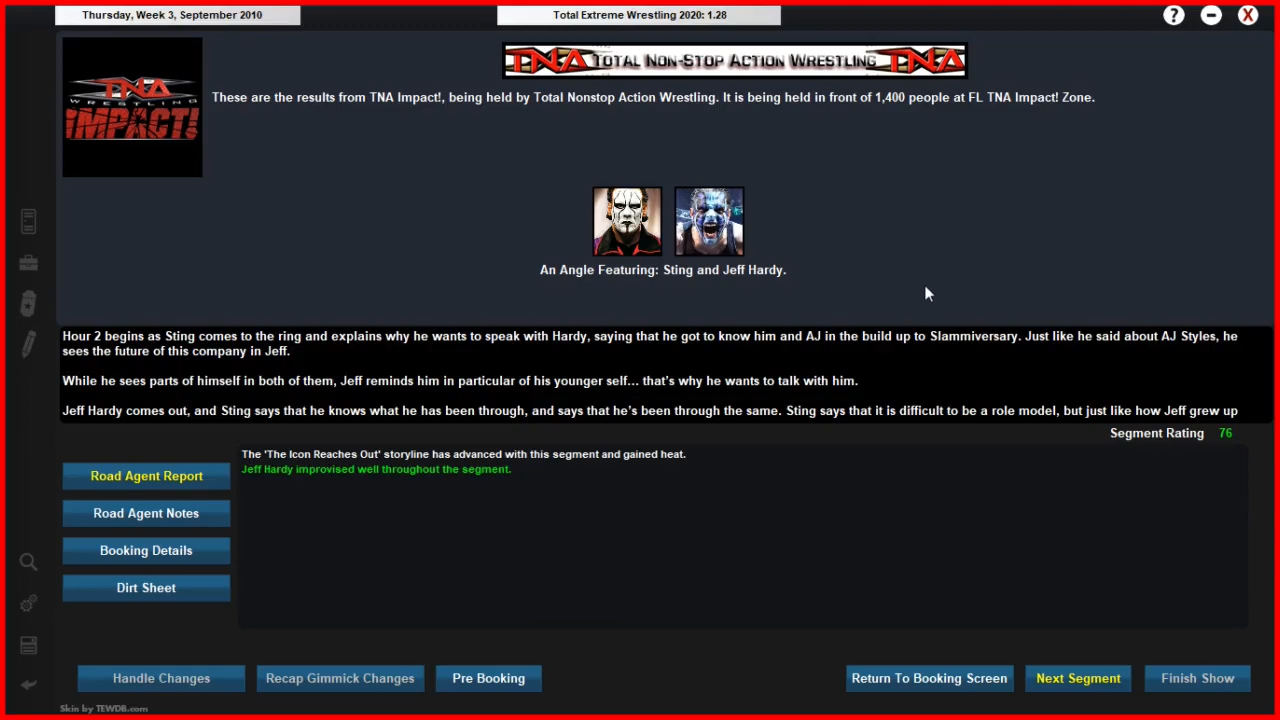 Thursday, Week 3, September 2010
Total Extreme Wrestling 2020: 1.28
?
X
TNA
WRESTLING
iMPACT!
TNA TOTAL NON-STOP ACTION WRESTLING TNA
These are the results from TNA Impact!, being held by Total Nonstop Action Wrestling. It is being held in front of 1,400 people at FL TNA Impact! Zone.
An Angle Featuring: Sting and Jeff Hardy.
Hour 2 begins as Sting comes to the ring and explains why he wants to speak with Hardy, saying that he got to know him and AJ in the build up to Slammiversary. Just like he said about AJ Styles, he
sees the future of this company in Jeff.
While he sees parts of himself in both of them, Jeff reminds him in particular of his younger self... that's why he wants to talk with him.
Jeff Hardy comes out, and Sting says that he knows what he has been through, and says that he's been through the same. Sting says that it is difficult to be a role model, but just like how Jeff grew up
Segment Rating 76
The 'The Icon Reaches Out' storyline has advanced with this segment and gained heat.
Jeff Hardy improvised well throughout the segment.
Road Agent Report
Road Agent Notes
Booking Details
Dirt Sheet
Handle Changes
Recap Gimmick Changes
Pre Booking
Return To Booking Screen
Next Segment
Finish Show
Skin by TEWDB.com